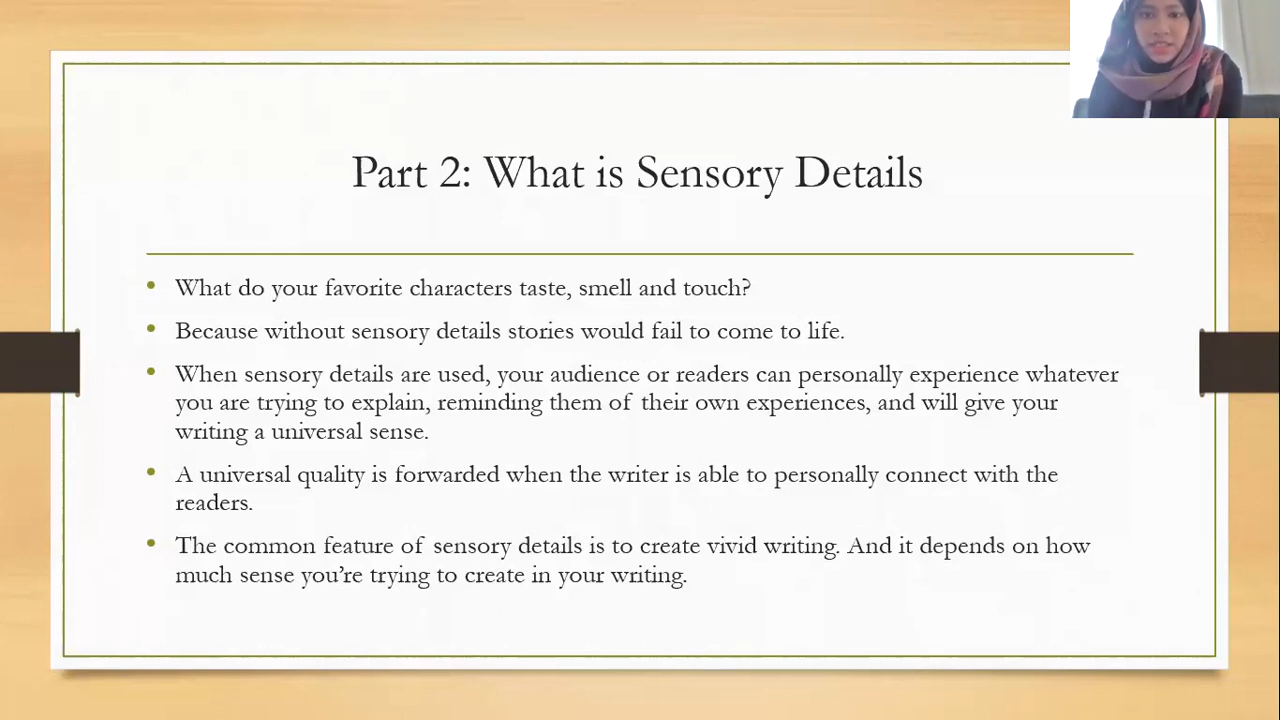 Part 2: What is Sensory Details
What do your favorite characters taste, smell and touch?
Because without sensory details stories would fail to come to life.
When sensory details are used, your audience or readers can personally experience whatever
you are trying to explain, reminding them of their own experiences, and will give your
writing a universal sense.
A universal quality is forwarded when the writer is able to personally connect with the
readers.
The common feature of sensory details is to create vivid writing. And it depends on how
much sense you’re trying to create in your writing.